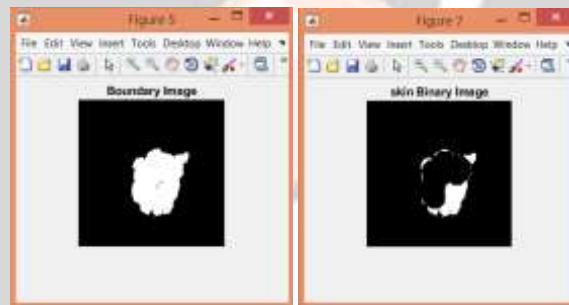 Figure 5
File Edit View Insert Tools Desktop Window Help
Boundary Image
Figure 7
File Edit View Insert Tools Desktop Window Help
skin Binary Image